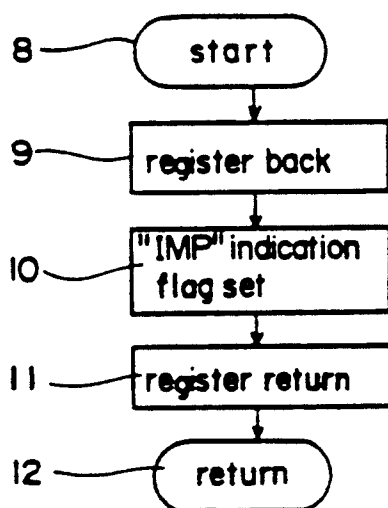 8 start
9 register back
10 "IMP" indication
flag set
11 register return
12 return